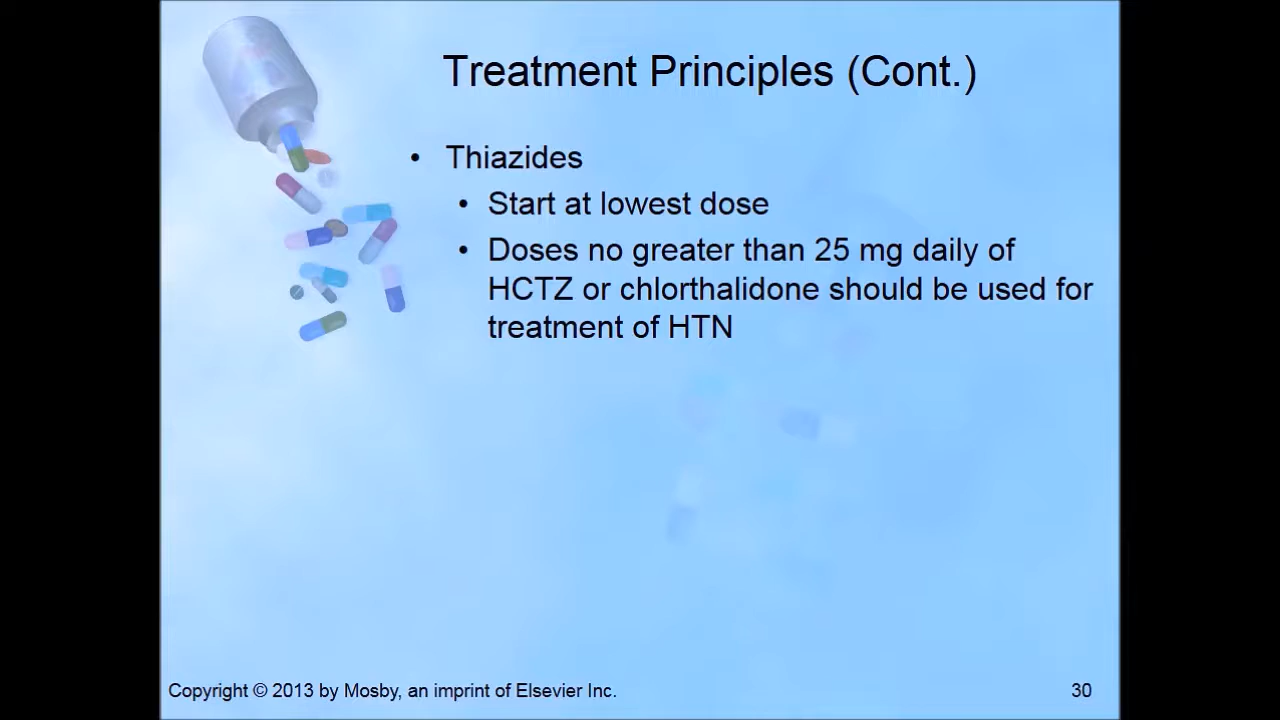 Treatment Principles (Cont.)
• Thiazides
• Start at lowest dose
• Doses no greater than 25 mg daily of
HCTZ or chlorthalidone should be used for
treatment of HTN
Copyright © 2013 by Mosby, an imprint of Elsevier Inc.
30